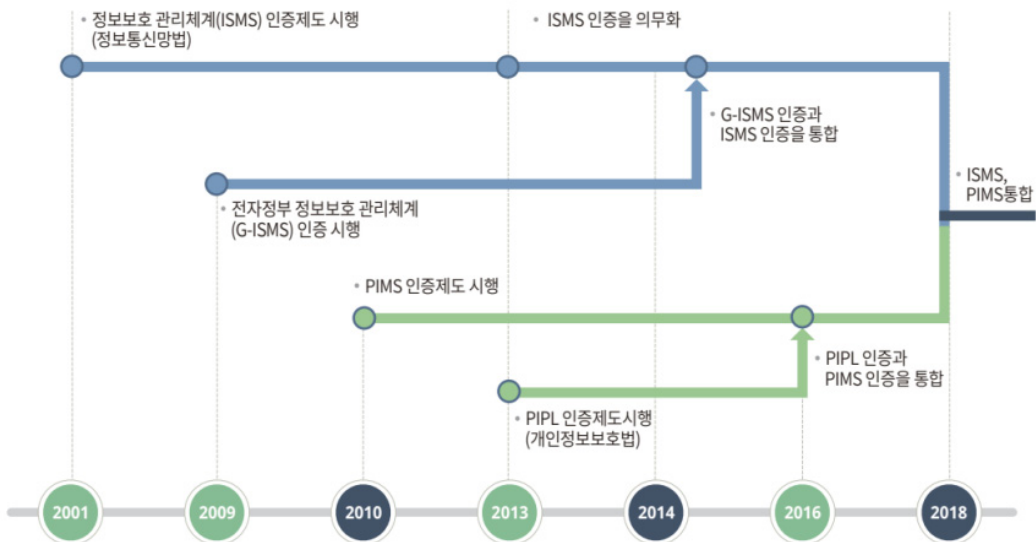 • 정보보호 관리체계(ISMS) 인증제도 시행
(정보통신망법)
• ISMS 인증을 의무화
• G-ISMS 인증과
ISMS 인증을 통합
• ISMS,
PIMS통합
• 전자정부 정보보호 관리체계
(G-ISMS) 인증 시행
• PIMS 인증제도 시행
• PIPL 인증과
PIMS 인증을 통합
• PIPL 인증제도시행
(개인정보보호법)
2001
2009
2010
2013
2014
2016
2018